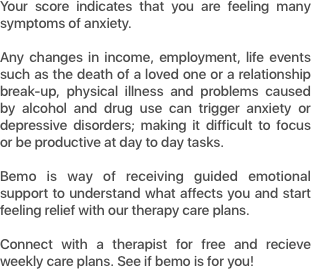 Your score indicates that you are feeling many
symptoms of anxiety.
Any changes in income, employment, life events
such as the death of a loved one or a relationship
break-up, physical illness and problems caused
by alcohol and drug use can trigger anxiety or
depressive disorders; making it difficult to focus
or be productive at day to day tasks.
Bemo is way of receiving guided emotional
support to understand what affects you and start
feeling relief with our therapy care plans.
Connect with a therapist for free and recieve
weekly care plans. See if bemo is for you!